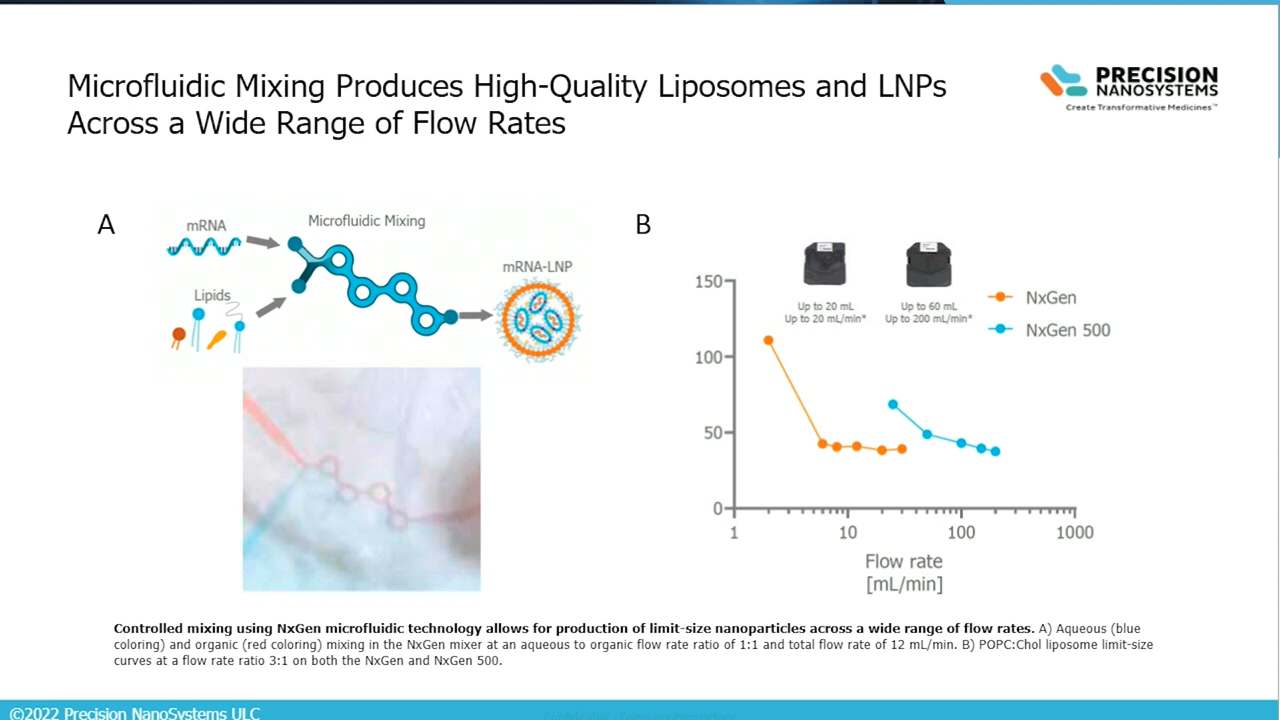 Microfluidic Mixing Produces High-Quality Liposomes and LNPs
Across a Wide Range of Flow Rates
PRECISION
NANOSYSTEMS
Create Transformative Medicines™
A
mRNA
Microfluidic Mixing
Lipids
mRNA-LNP
B
Up to 20 mL
Up to 20 mL/min*
Up to 60 mL
Up to 200 mL/min*
NxGen
NxGen 500
150
100
50
0
1
10
100
1000
Flow rate
[mL/min]
Controlled mixing using NxGen microfluidic technology allows for production of limit-size nanoparticles across a wide range of flow rates. A) Aqueous (blue
coloring) and organic (red coloring) mixing in the NxGen mixer at an aqueous to organic flow rate ratio of 1:1 and total flow rate of 12 mL/min. B) POPC:Chol liposome limit-size
curves at a flow rate ratio 3:1 on both the NxGen and NxGen 500.
©2022 Precision NanoSystems ULC